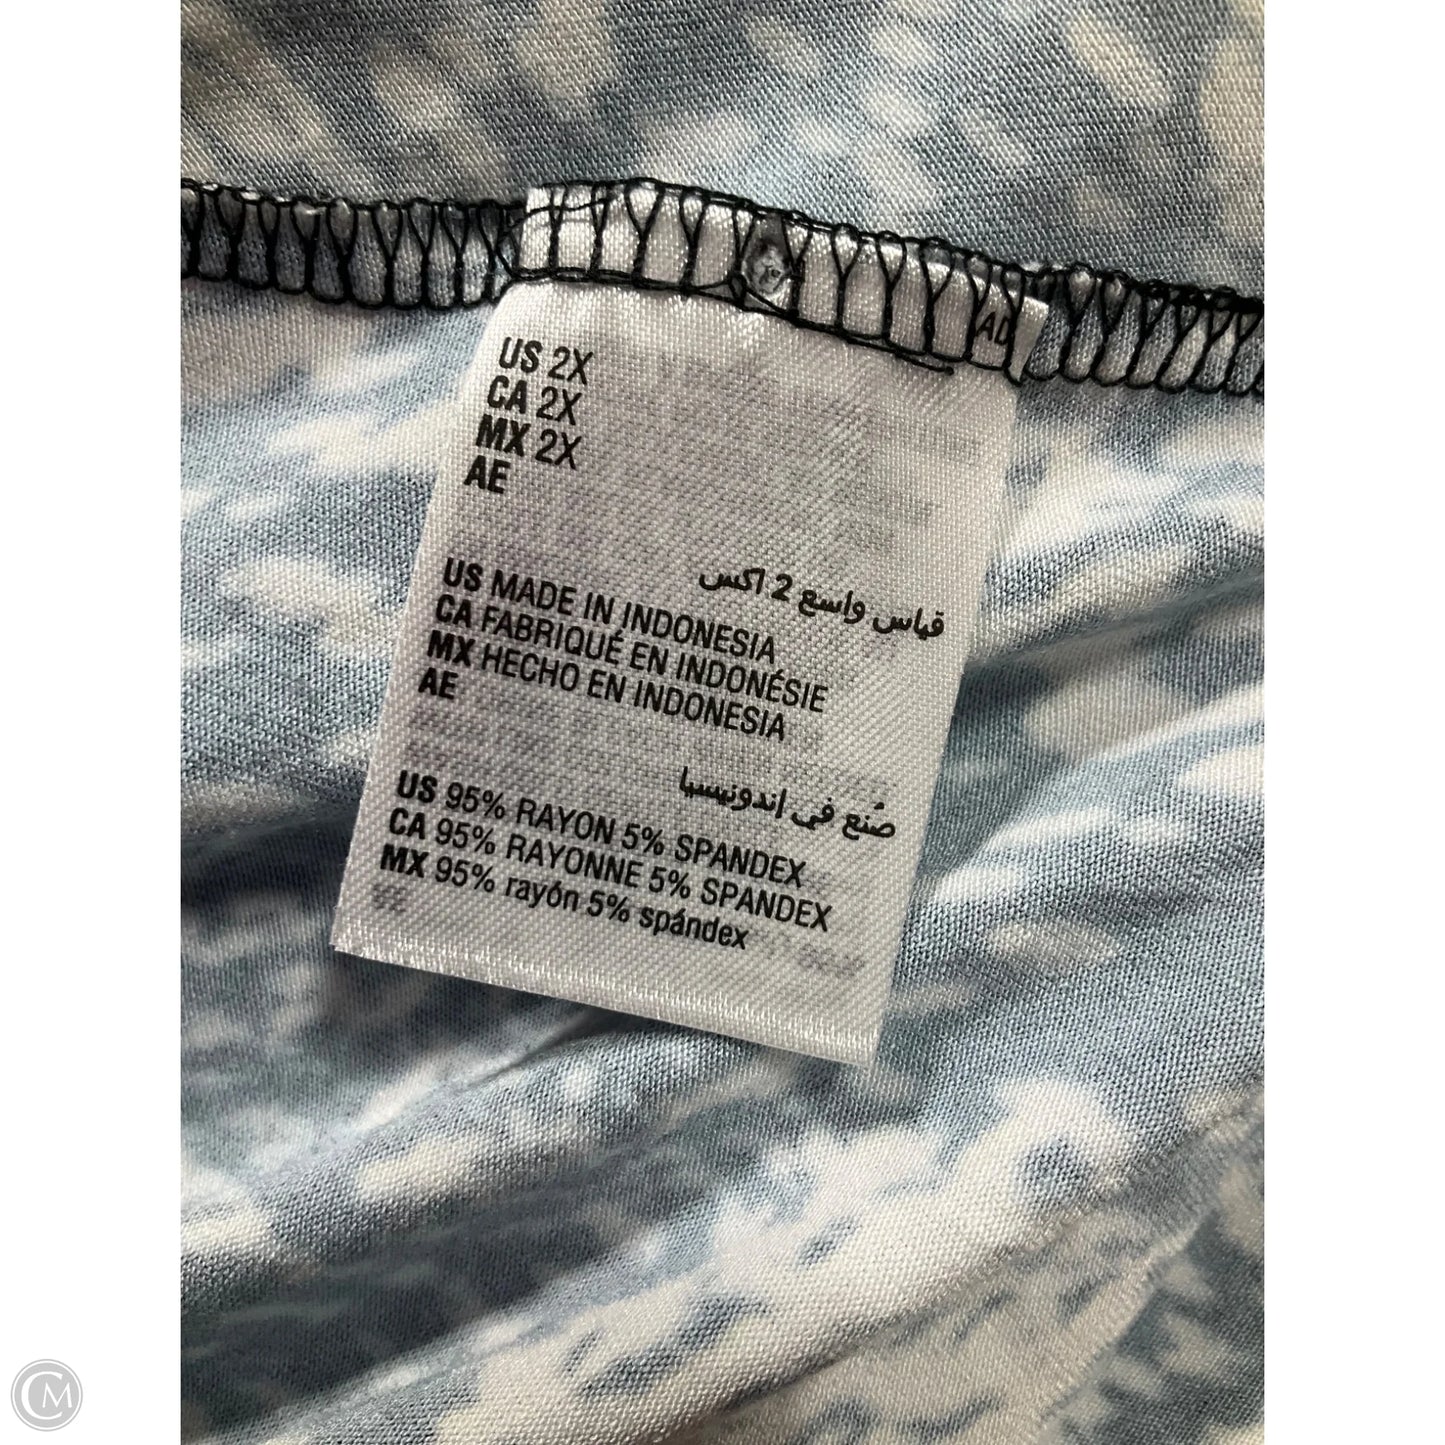 AD
US 2X
CA 2X
MX 2X
AE
قياس واسع 2 اكس
US MADE IN INDONESIA
CA FABRIQUÉ EN INDONÉSIE
MX HECHO EN INDONESIA
AE
صُنع في إندونيسيا
US 95% RAYON 5% SPANDEX
CA 95% RAYONNE 5% SPANDEX
MX 95% rayón 5% spándex
CM